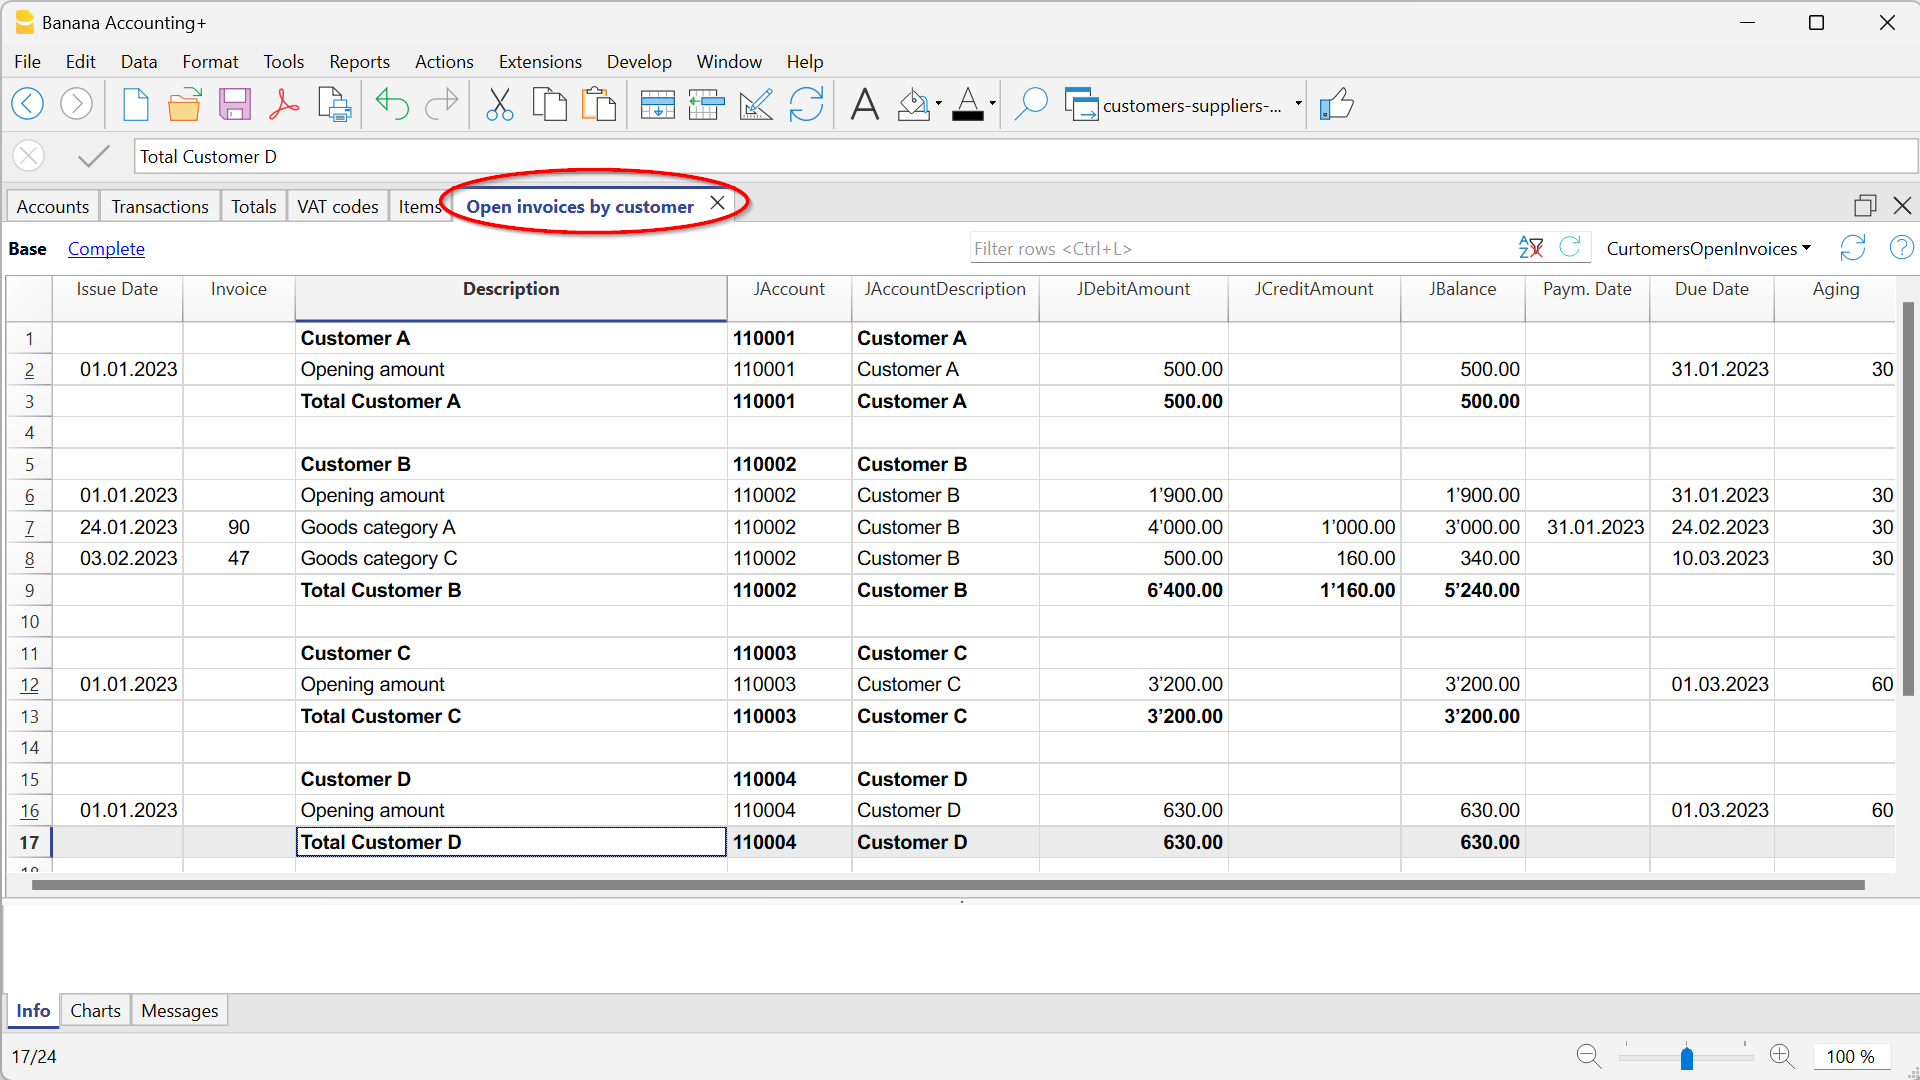 Banana Accounting+
File Edit Data Format Tools Reports Actions Extensions Develop Window Help
customers-suppliers-...
Total Customer D
Accounts Transactions Totals VAT codes Items Open invoices by customer
Base Complete Filter rows <Ctrl+L> CurtomersOpenInvoices
Issue Date Invoice Description JAccount JAccountDescription JDebitAmount JCreditAmount JBalance Paym. Date Due Date Aging
1 Customer A 110001 Customer A
2 01.01.2023 Opening amount 110001 Customer A 500.00 500.00 31.01.2023 30
3 Total Customer A 110001 Customer A 500.00 500.00
4
5 Customer B 110002 Customer B
6 01.01.2023 Opening amount 110002 Customer B 1’900.00 1’900.00 31.01.2023 30
7 24.01.2023 90 Goods category A 110002 Customer B 4’000.00 1’000.00 3’000.00 31.01.2023 24.02.2023 30
8 03.02.2023 47 Goods category C 110002 Customer B 500.00 160.00 340.00 10.03.2023 30
9 Total Customer B 110002 Customer B 6’400.00 1’160.00 5’240.00
10
11 Customer C 110003 Customer C
12 01.01.2023 Opening amount 110003 Customer C 3’200.00 3’200.00 01.03.2023 60
13 Total Customer C 110003 Customer C 3’200.00 3’200.00
14
15 Customer D 110004 Customer D
16 01.01.2023 Opening amount 110004 Customer D 630.00 630.00 01.03.2023 60
17 Total Customer D 110004 Customer D 630.00 630.00
Info Charts Messages
17/24 100 %